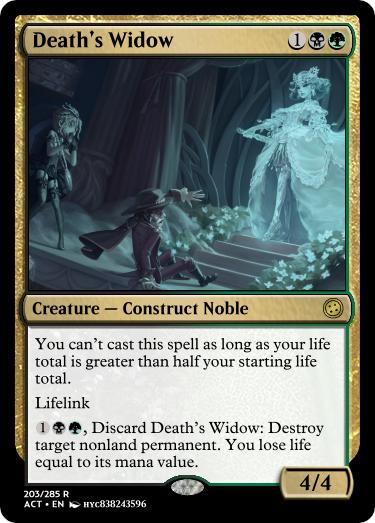 Death's Widow 1
You can't cast this spell as long as your life
total is greater than half your starting life
total.
Lifelink
1, Discard Death's Widow: Destroy
target nonland permanent. You lose life
equal to its mana value.
Creature — Construct Noble
4/4
203/285 R
ACT • EN HYC838243596